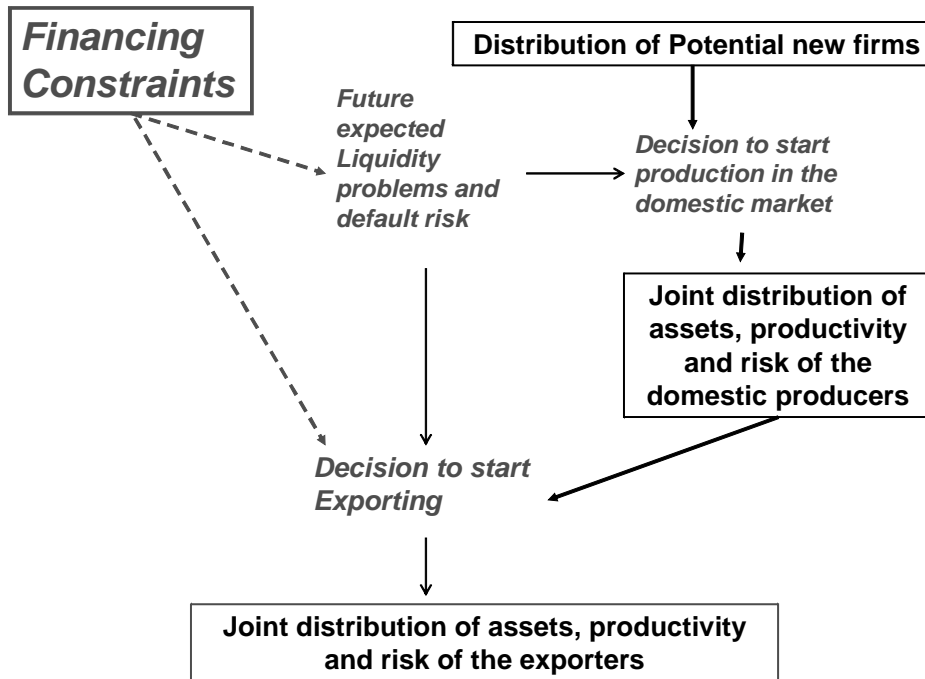 Financing
Constraints
Distribution of Potential new firms
Future
expected
Liquidity
problems and
default risk
Decision to start
production in the
domestic market
Joint distribution of
assets, productivity
and risk of the
domestic producers
Decision to start
Exporting
Joint distribution of assets, productivity
and risk of the exporters